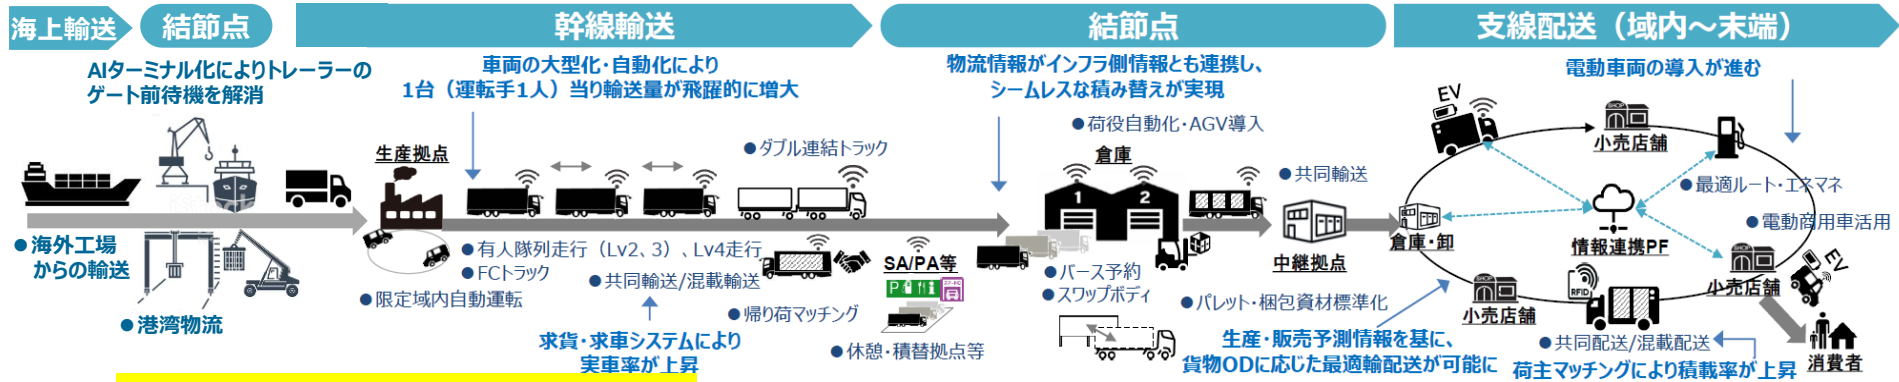 海上輸送
結節点
幹線輸送
結節点
支線配送（域内～末端）
AIターミナル化によりトレーラーの
ゲート前待機を解消
車両の大型化・自動化により
1台（運転手1人）当り輸送量が飛躍的に増大
物流情報がインフラ側情報とも連携し、
シームレスな積み替えが実現
電動車両の導入が進む
●海外工場
からの輸送
●港湾物流
生産拠点
●限定域内自動運転
●ダブル連結トラック
●有人隊列走行（Lv2、3）、Lv4走行
●FCトラック
●共同輸送/混載輸送
求貨・求車システムにより
実車率が上昇
●帰り荷マッチング
SA/PA等
P
●休憩・積替拠点等
●荷役自動化・AGV導入
倉庫
1
2
●バース予約
●スワップボディ
●共同輸送
中継拠点
●パレット・梱包資材標準化
生産・販売予測情報を基に、
貨物ODに応じた最適輸配送が可能に
EV
SHOP
小売店舗
●最適ルート・エネマネ
●電動商用車活用
倉庫・卸
情報連携PF
SHOP
小売店舗
EV
SHOP
小売店舗
RFID
●共同配送/混載配送
荷主マッチングにより積載率が上昇
消費者